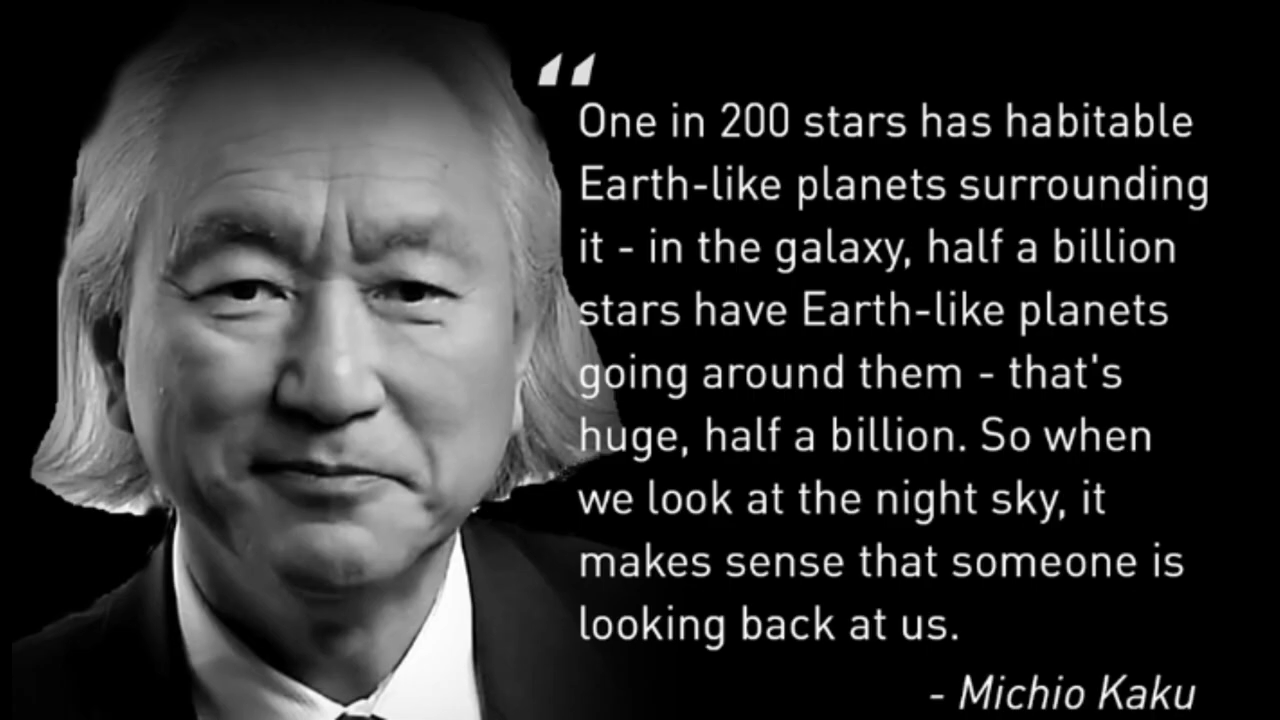 “
One in 200 stars has habitable
Earth-like planets surrounding
it - in the galaxy, half a billion
stars have Earth-like planets
going around them - that's
huge, half a billion. So when
we look at the night sky, it
makes sense that someone is
looking back at us.
- Michio Kaku